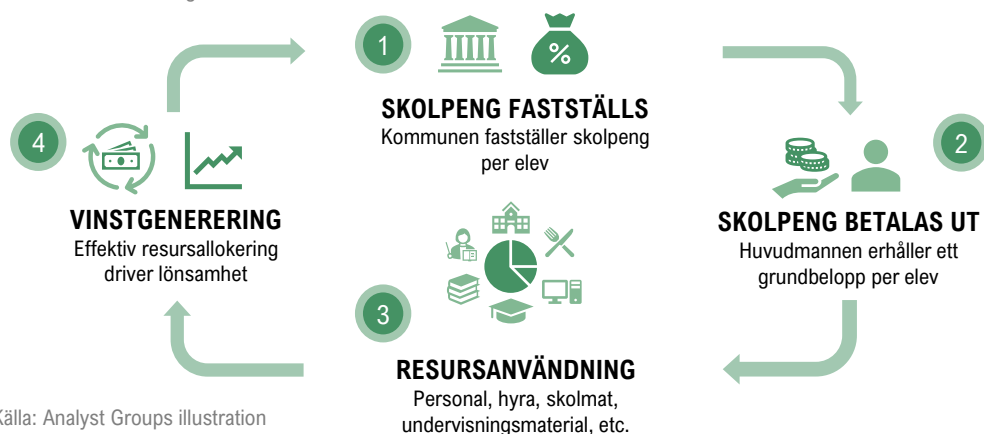 1
%
SKOLPENG FASTSTÄLLS
Kommunen fastställer skolpeng
per elev
2
SKOLPENG BETALAS UT
Huvudmannen erhåller ett
grundbelopp per elev
3
RESURSANVÄNDNING
Personal, hyra, skolmat,
undervisningsmaterial, etc.
4
VINSTGENERERING
Effektiv resursallokering
driver lönsamhet
Källa: Analyst Groups illustration